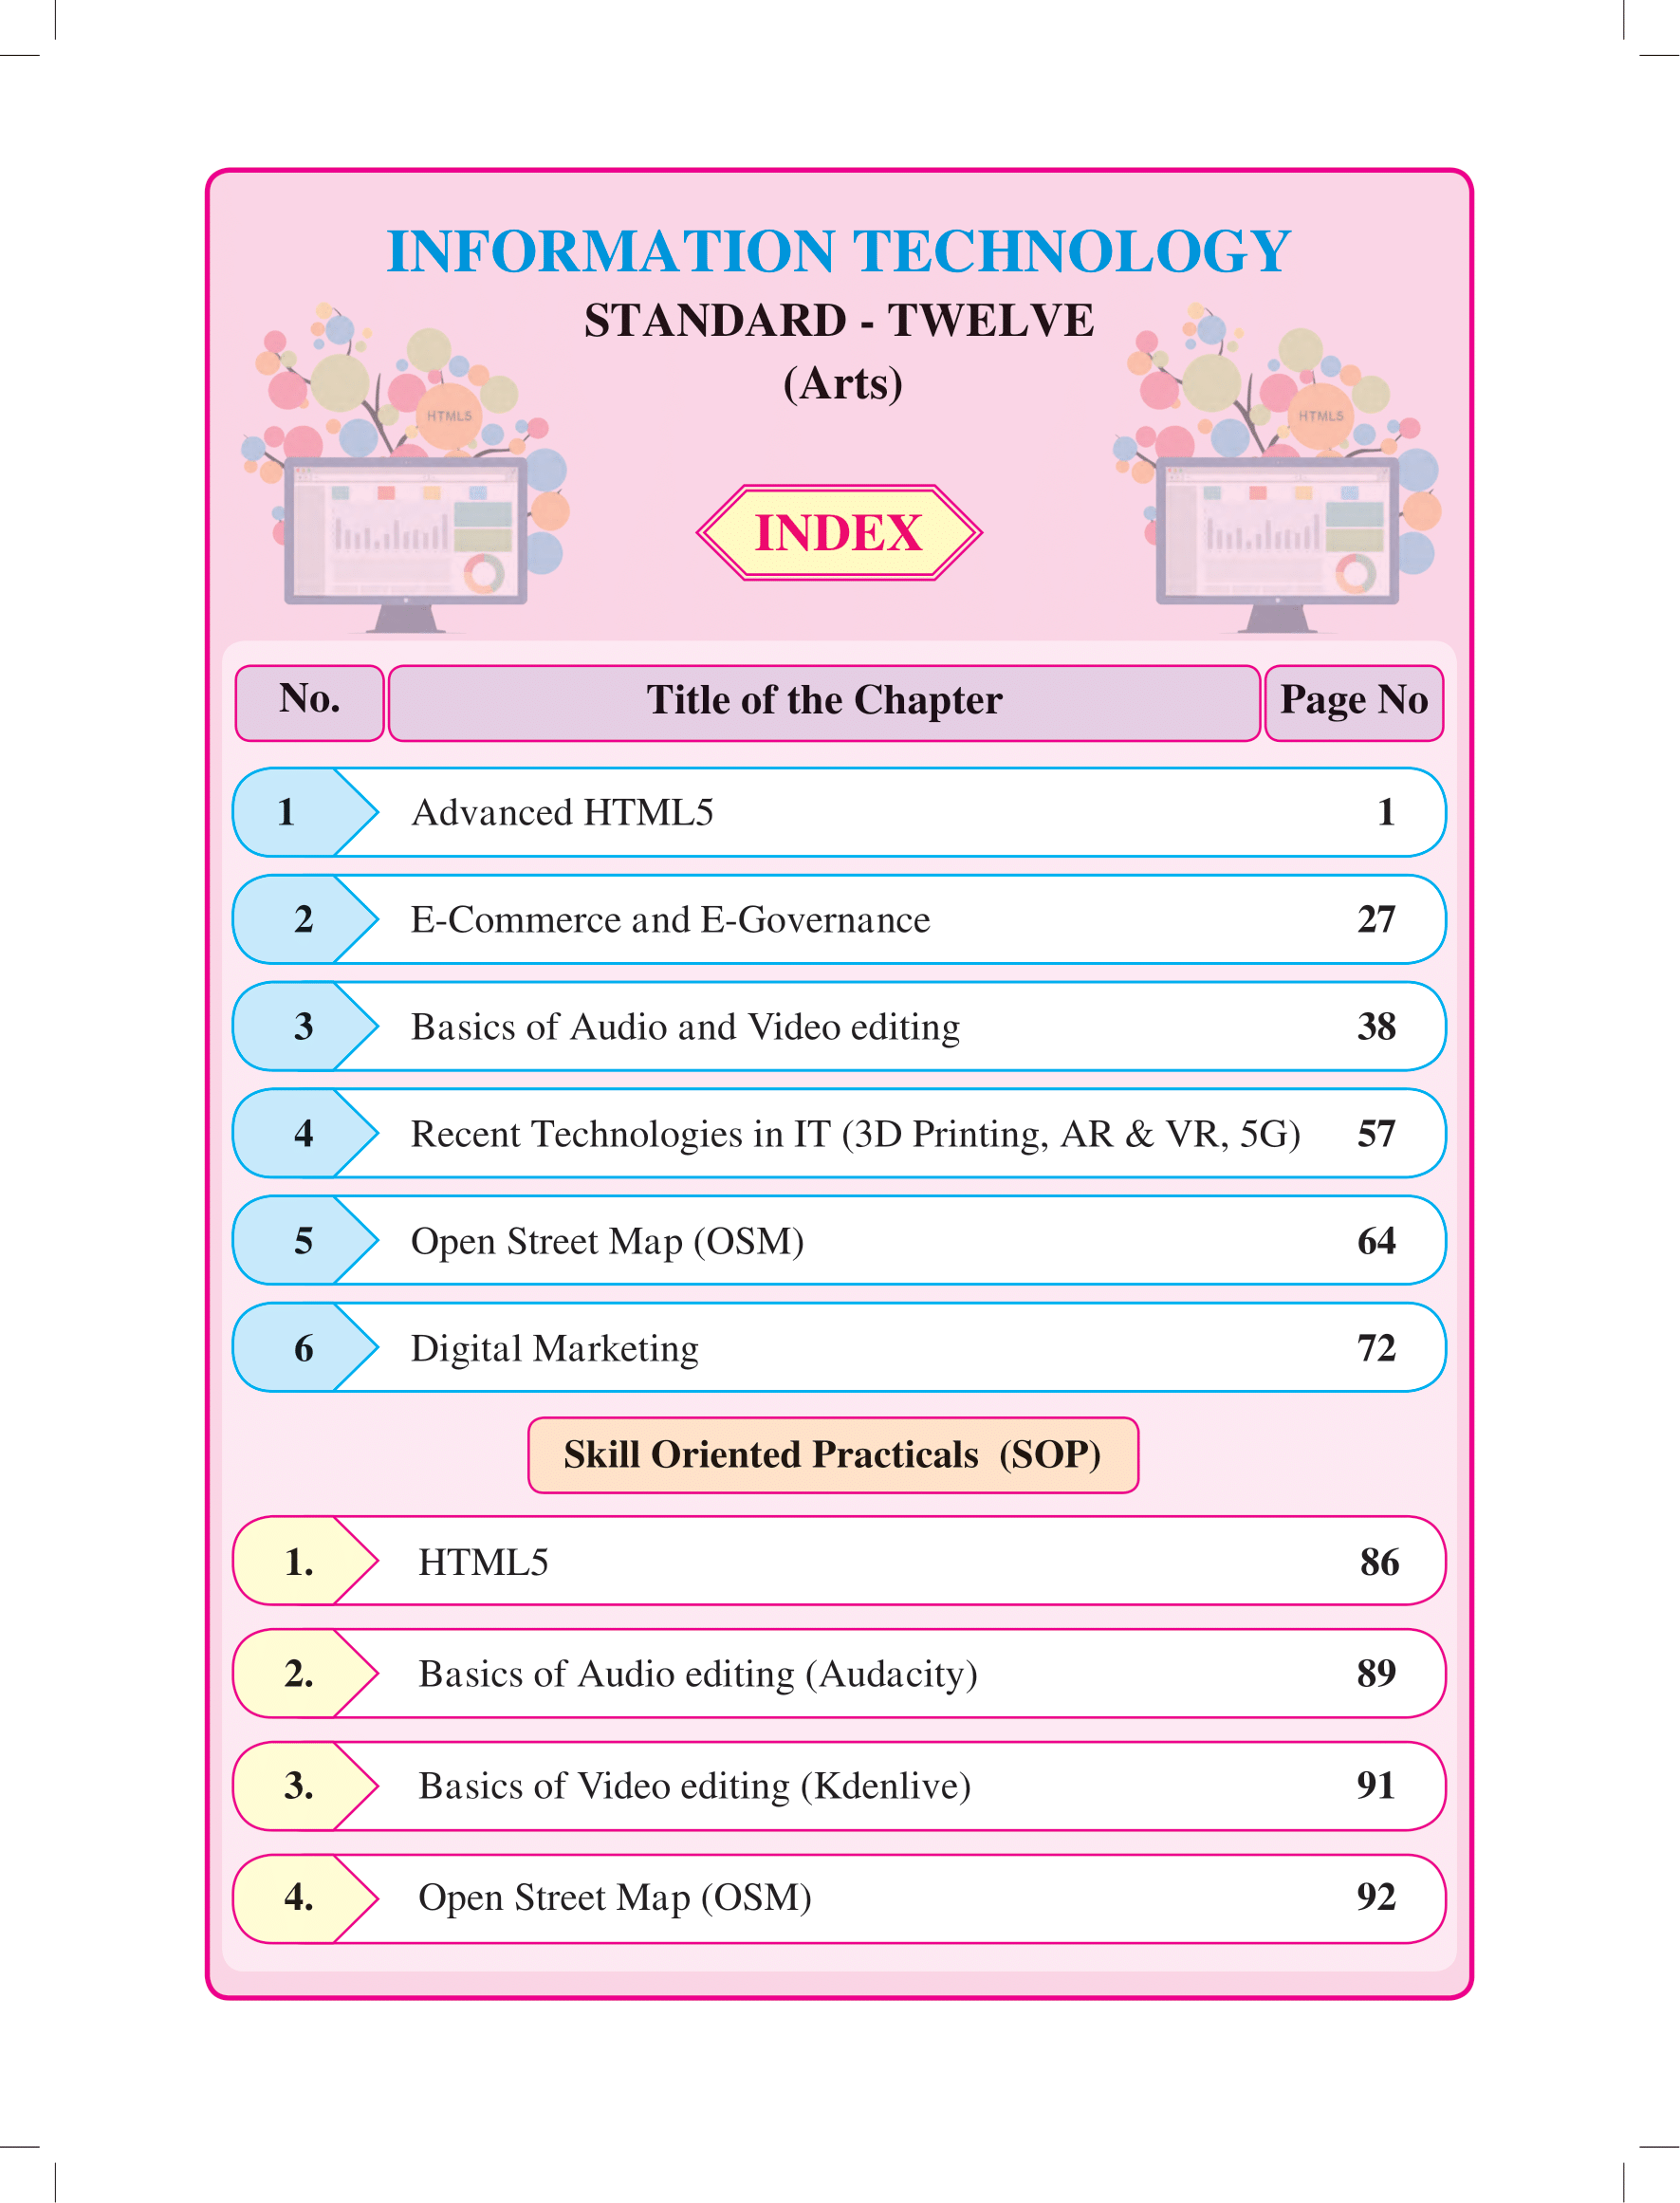 INFORMATION TECHNOLOGY
STANDARD - TWELVE
(Arts)
HTML5
HTML5
INDEX
No. Title of the Chapter Page No
1 Advanced HTML5 1
2 E-Commerce and E-Governance 27
3 Basics of Audio and Video editing 38
4 Recent Technologies in IT (3D Printing, AR & VR, 5G) 57
5 Open Street Map (OSM) 64
6 Digital Marketing 72
Skill Oriented Practicals (SOP)
1. HTML5 86
2. Basics of Audio editing (Audacity) 89
3. Basics of Video editing (Kdenlive) 91
4. Open Street Map (OSM) 92